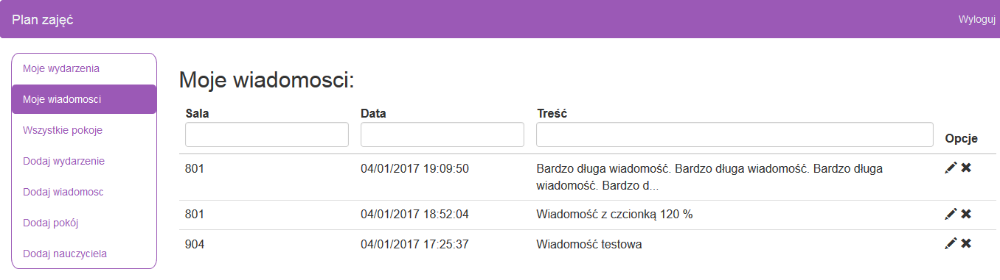 Plan zajęć
Wyloguj
Moje wydarzenia
Moje wiadomosci
Wszystkie pokoje
Dodaj wydarzenie
Dodaj wiadomosc
Dodaj pokój
Dodaj nauczyciela
Moje wiadomosci:
Sala Data Treść Opcje
801 04/01/2017 19:09:50 Bardzo długa wiadomość. Bardzo długa wiadomość. Bardzo długa
wiadomość. Bardzo d...
801 04/01/2017 18:52:04 Wiadomość z czcionką 120 %
904 04/01/2017 17:25:37 Wiadomość testowa